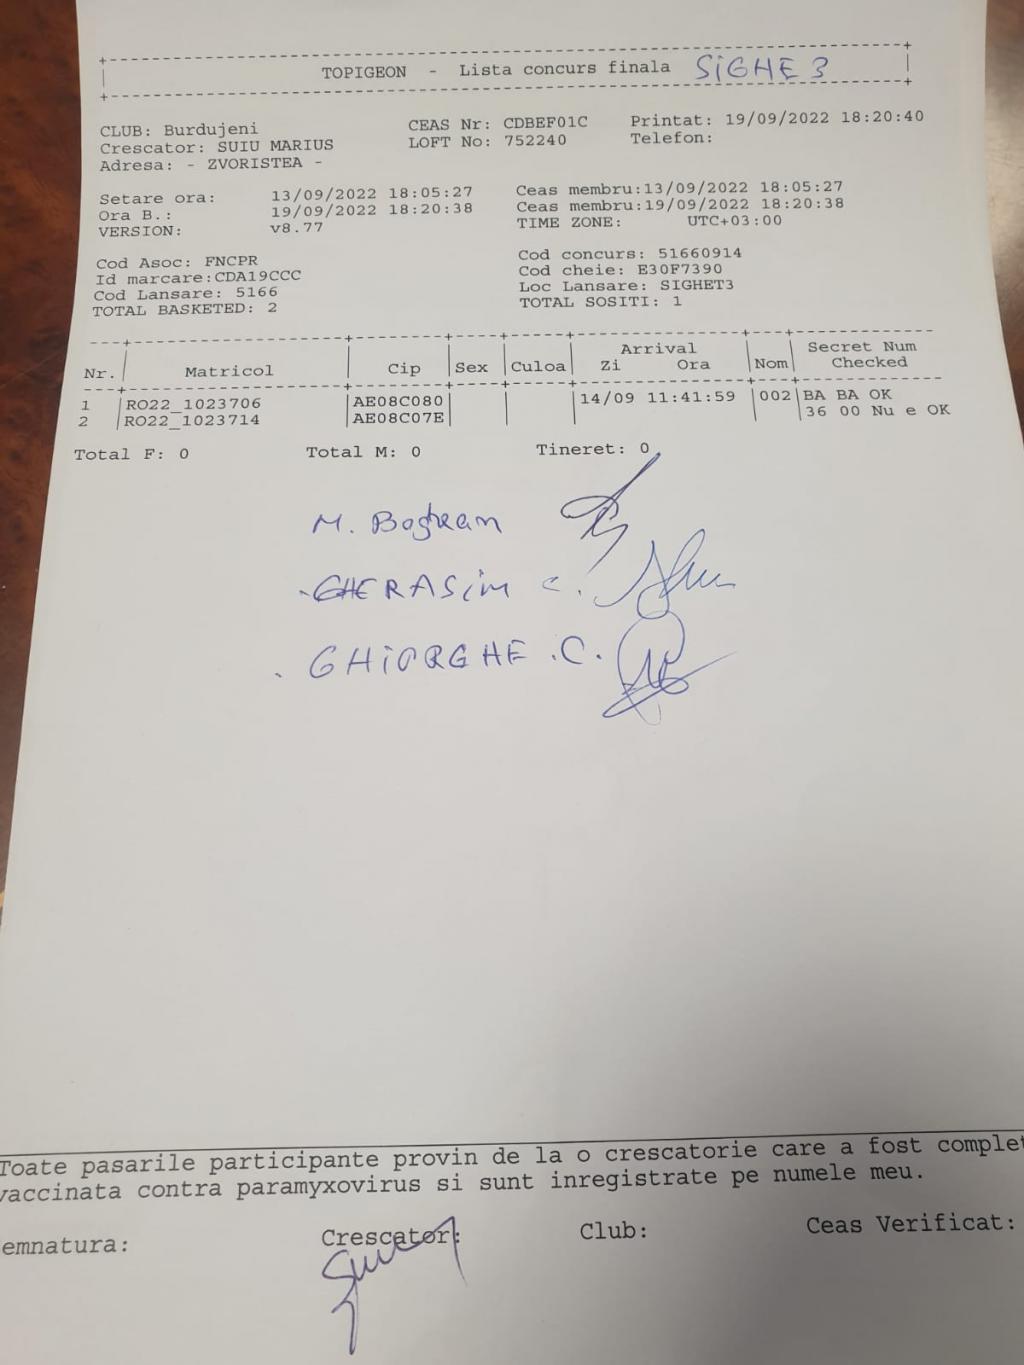 TOPIGEON - Lista concurs finala SiGHE 3
CLUB: Burdujeni CEAS Nr: CDBEF01C Printat: 19/09/2022 18:20:40
Crescator: SUIU MARIUS LOFT No: 752240 Telefon:
Adresa: - ZVORISTEA -
Setare ora: 13/09/2022 18:05:27 Ceas membru:13/09/2022 18:05:27
Ora B.: 19/09/2022 18:20:38 Ceas membru:19/09/2022 18:20:38
VERSION: v8.77 TIME ZONE: UTC+03:00
Cod Asoc: FNCPR Cod concurs: 51660914
Id marcare:CDA19CCC Cod cheie: E30F7390
Cod Lansare: 5166 Loc Lansare: SIGHET3
TOTAL BASKETED: 2 TOTAL SOSITI: 1
Arrival Secret Num
Nr. Matricol Cip Sex Culoa Zi Ora Nom Checked
1 RO22_1023706 AE08C080 14/09 11:41:59 002 BA BA OK
2 RO22_1023714 AE08C07E 36 00 Nu e OK
Total F: 0 Total M: 0 Tineret: 0
M.
GHERASiM C.
GHiORGHE .C.
Toate pasarile participante provin de la o crescatorie care a fost complet
vaccinata contra paramyxovirus si sunt inregistrate pe numele meu.
emnatura: Crescator: Club: Ceas Verificat: